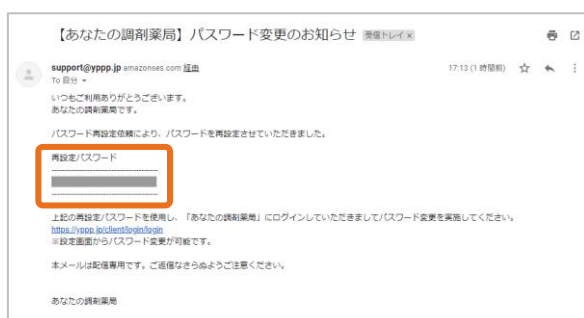 【あなたの調剤薬局】パスワード変更のお知らせ 受信トレイ×
support@yppp.jp amazonses.com 経由
17:13 (1 時間前)
To 自分
いつもご利用ありがとうございます。
あなたの調剤薬局です。
パスワード再設定依頼により、パスワードを再設定させていただきました。
再設定パスワード
----------------------------------------
----------------------------------------
上記の再設定パスワードを使用し、「あなたの調剤薬局」にログインしていただきましてパスワード変更を実施してください。
https://yppp.jp/client/login/login
※設定画面からパスワード変更が可能です。
本メールは配信専用です。ご返信なさらぬようご注意ください。
あなたの調剤薬局